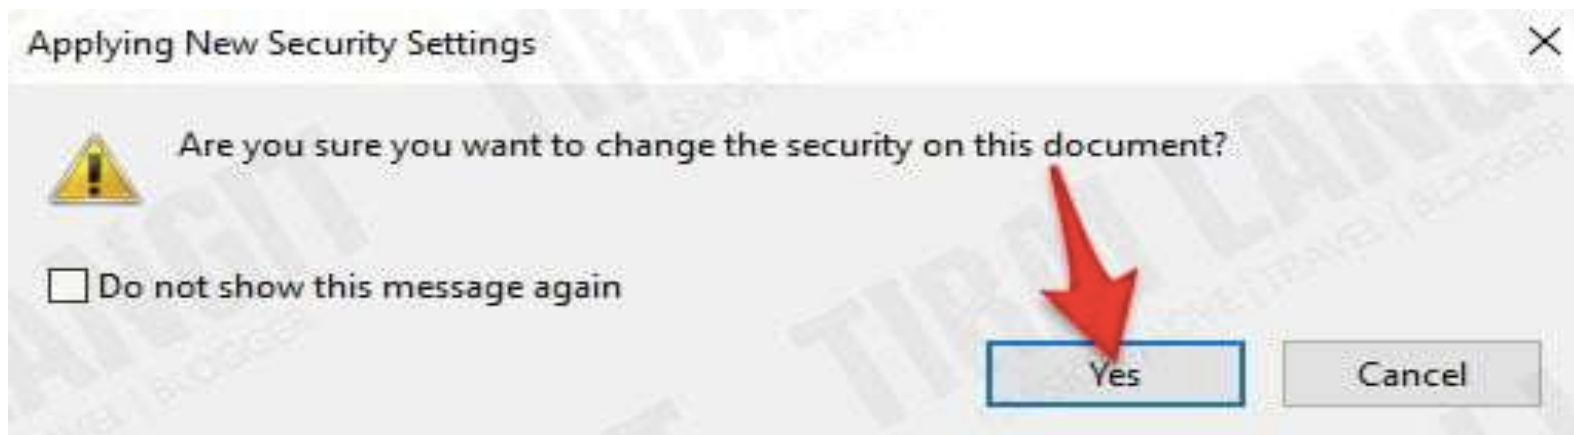 Applying New Security Settings
Are you sure you want to change the security on this document?
Do not show this message again
Yes
Cancel